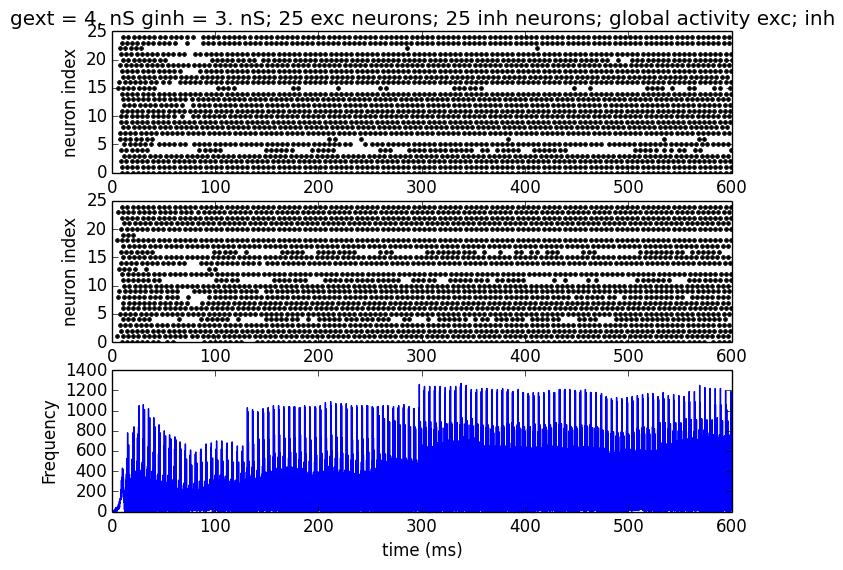 gext = 4. nS ginh = 3. nS; 25 exc neurons; 25 inh neurons; global activity exc; inh
25
20
15
10
5
0
neuron index
0 100 200 300 400 500 600
25
20
15
10
5
0
neuron index
0 100 200 300 400 500 600
1400
1200
1000
800
600
400
200
0
Frequency
0 100 200 300 400 500 600
time (ms)